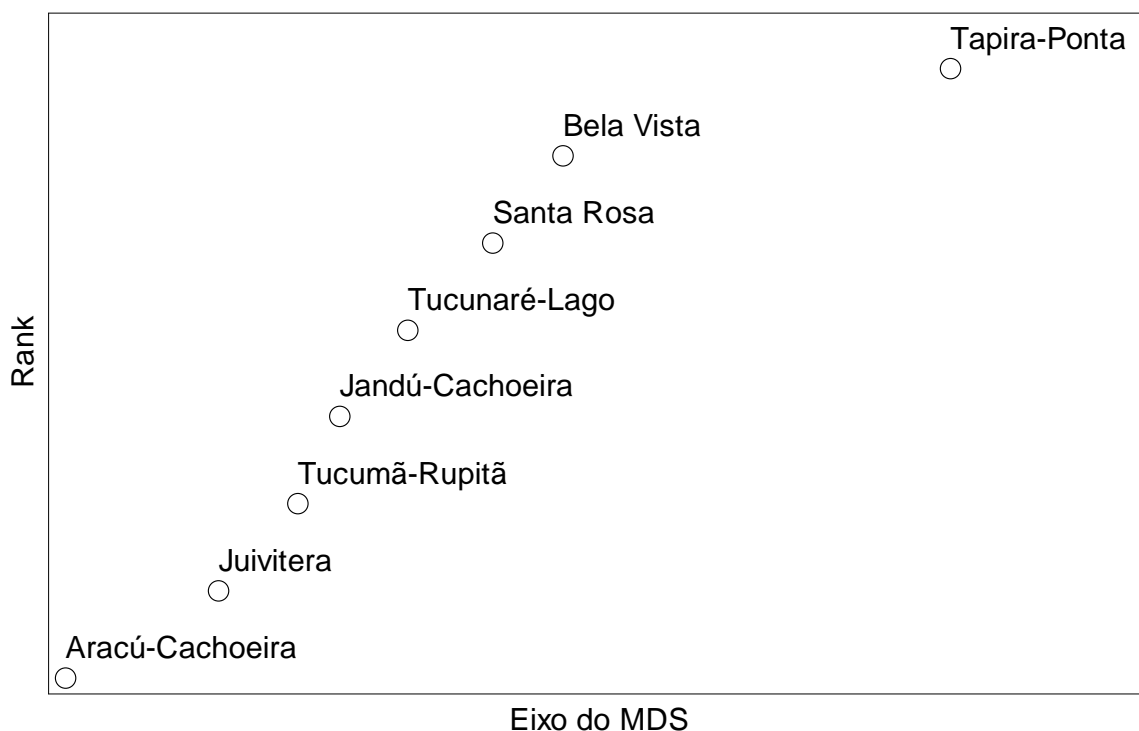 Tapira-Ponta
Bela Vista
Santa Rosa
Tucunaré-Lago
Jandú-Cachoeira
Tucumã-Rupitã
Juivitera
Aracú-Cachoeira
Rank
Eixo do MDS